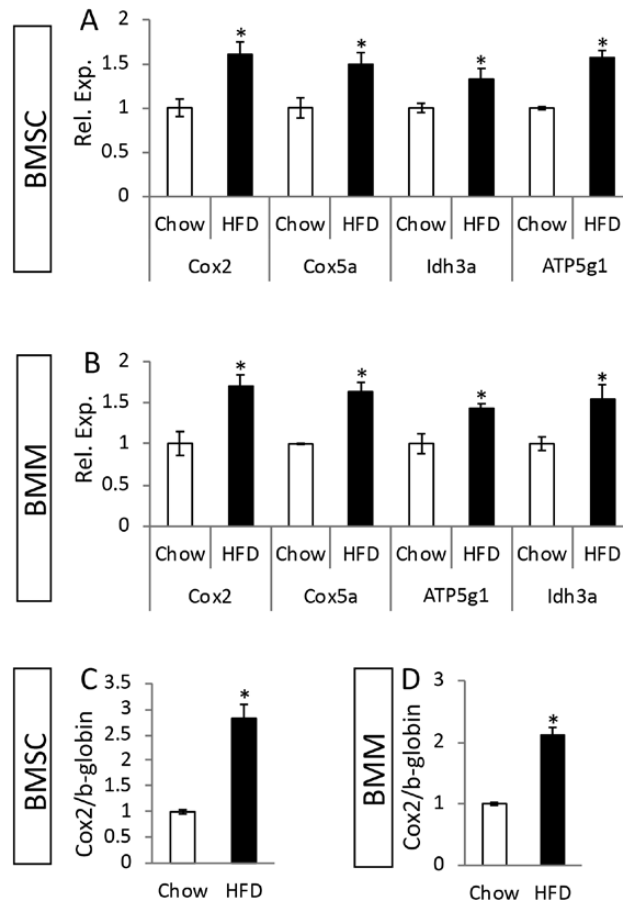 A
BMSC
Rel. Exp.
2
1.5
1
0.5
0
* * * *
Chow HFD Chow HFD Chow HFD Chow HFD
Cox2 Cox5a Idh3a ATP5g1
B
BMM
Rel. Exp.
2
1.5
1
0.5
0
* * * *
Chow HFD Chow HFD Chow HFD Chow HFD
Cox2 Cox5a ATP5g1 Idh3a
C
BMSC
Cox2/b-globin
3.5
3
2.5
2
1.5
1
0.5
0
*
Chow HFD
D
BMM
Cox2/b-globin
3
2
1
0
*
Chow HFD